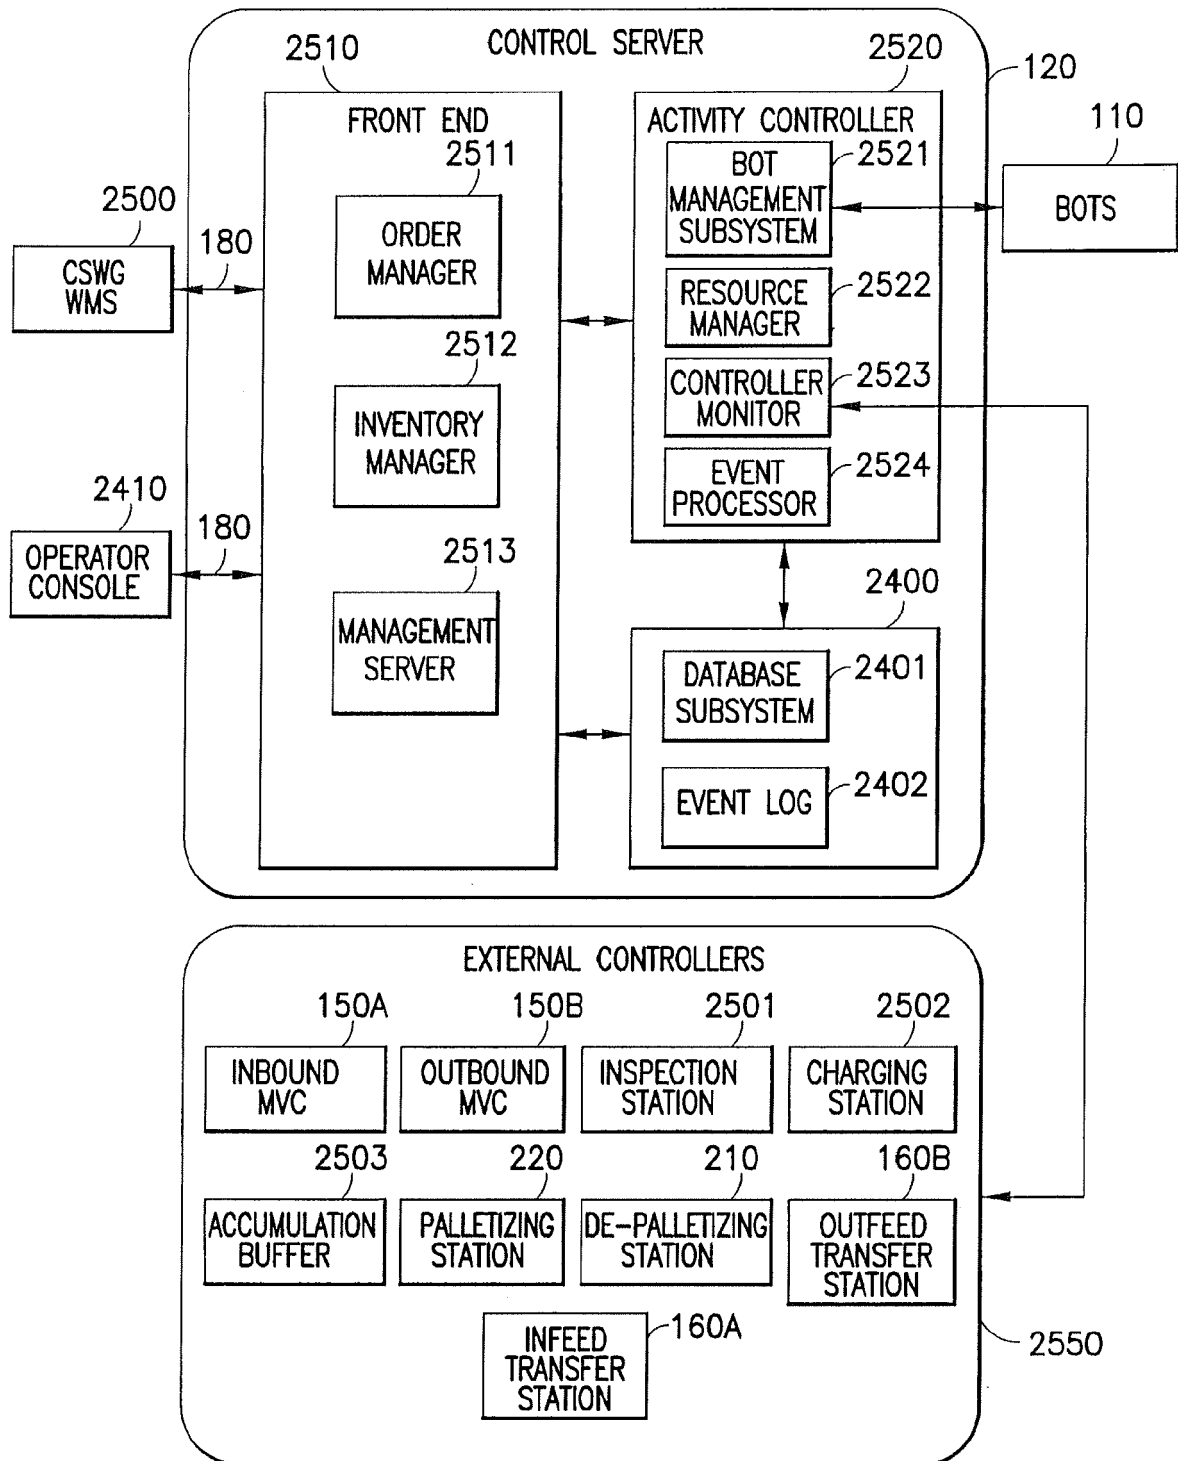 CONTROL SERVER
2510
2520
120
FRONT END
ACTIVITY CONTROLLER
110
2511
BOT
MANAGEMENT
SUBSYSTEM
2521
BOTS
2500
180
CSWG
WMS
ORDER
MANAGER
RESOURCE
MANAGER
2522
2512
CONTROLLER
MONITOR
2523
INVENTORY
MANAGER
EVENT
PROCESSOR
2524
2410
180
OPERATOR
CONSOLE
2513
2400
MANAGEMENT
SERVER
DATABASE
SUBSYSTEM
2401
EVENT LOG
2402
EXTERNAL CONTROLLERS
150A
150B
2501
2502
INBOUND
MVC
OUTBOUND
MVC
INSPECTION
STATION
CHARGING
STATION
2503
220
210
160B
ACCUMULATION
BUFFER
PALLETIZING
STATION
DE-PALLETIZING
STATION
OUTFEED
TRANSFER
STATION
160A
INFEED
TRANSFER
STATION
2550